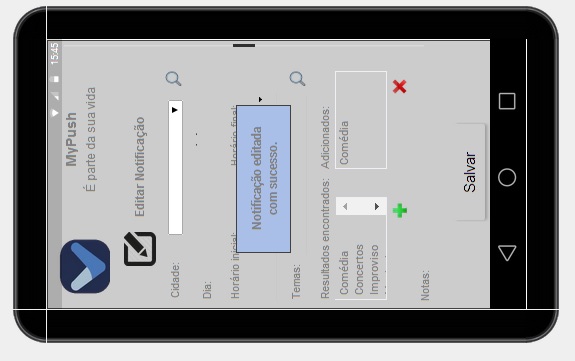 15:45
MyPush
É parte da sua vida
Editar Notificação
Cidade:
Dia:
Horário inicial:
Horário final:
Notificação editada
com sucesso.
Temas:
Resultados encontrados:
Adicionados:
Comédia
Concertos
Improviso
Comédia
Notas:
Salvar